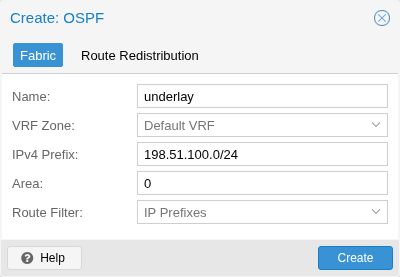 Create: OSPF
Fabric Route Redistribution
Name: underlay
VRF Zone: Default VRF
IPv4 Prefix: 198.51.100.0/24
Area: 0
Route Filter: IP Prefixes
? Help Create